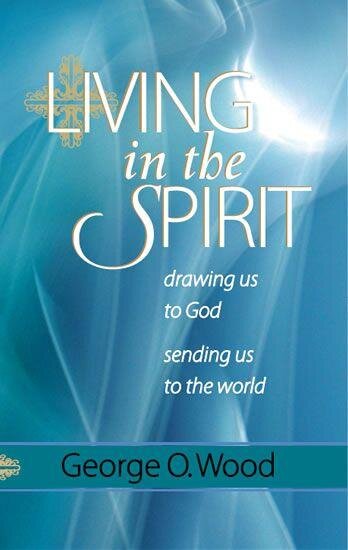 LIVING
in the
SPIRIT
drawing us
to God
sending us
to the world
George O. Wood